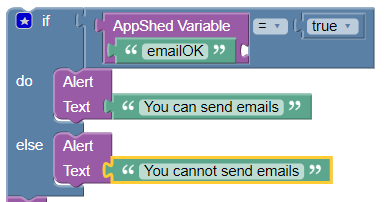 if AppShed Variable = true
“ emailOK ”
do Alert
Text “ You can send emails ”
else Alert
Text “ You cannot send emails ”